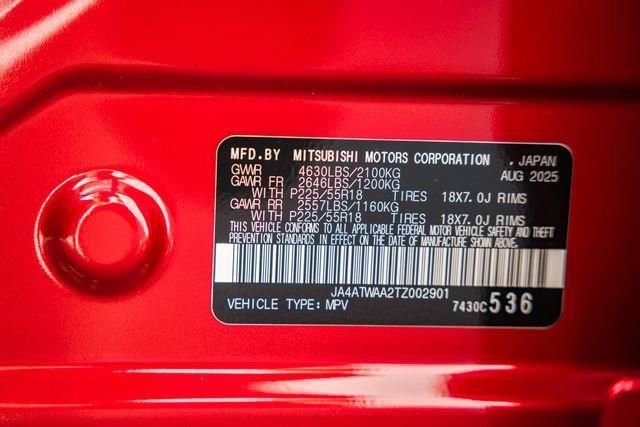 MFD.BY MITSUBISHI MOTORS CORPORATION , JAPAN
GVWR 4630LBS/2100KG AUG 2025
GAWR FR 2646LBS/1200KG
WITH P225/55R18 TIRES 18X7.0J RIMS
GAWR RR 2557LBS/1160KG
WITH P225/55R18 TIRES 18X7.0J RIMS
THIS VEHICLE CONFORMS TO ALL APPLICABLE FEDERAL MOTOR VEHICLE SAFETY AND THEFT
PREVENTION STANDARDS IN EFFECT ON THE DATE OF MANUFACTURE SHOWN ABOVE.
JA4ATWAA2TZ002901
VEHICLE TYPE: MPV 7430C536